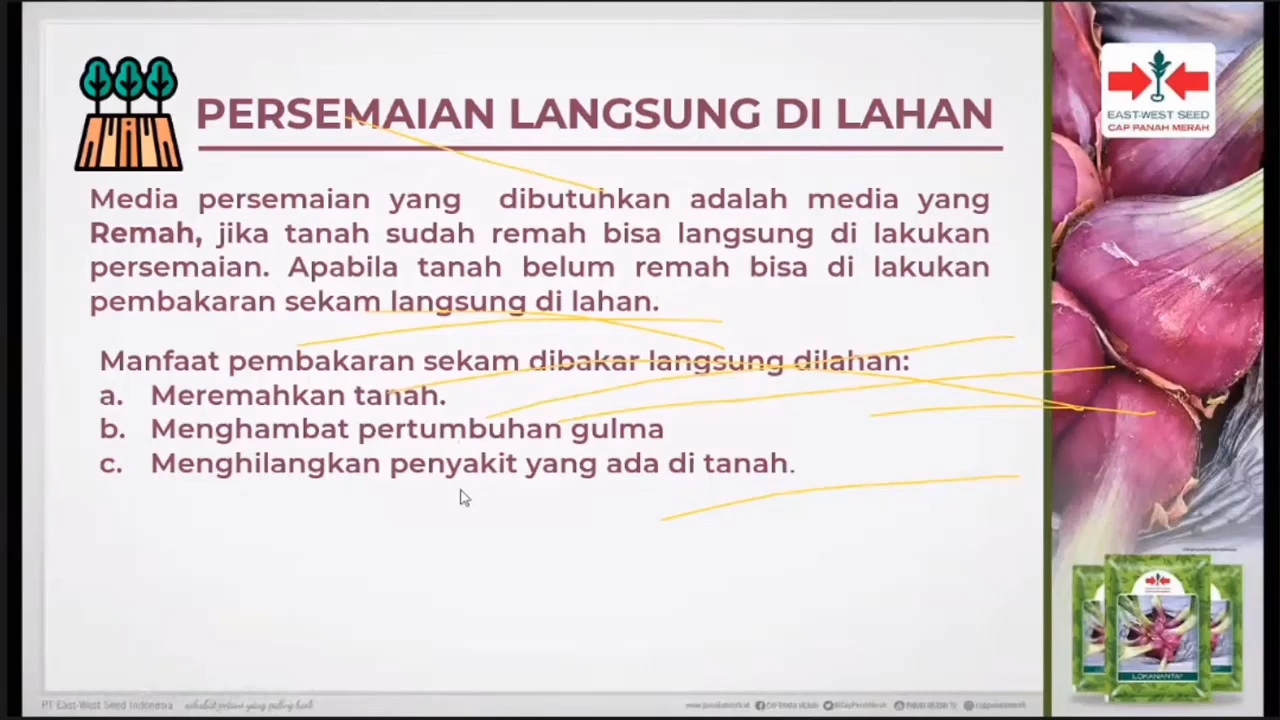 PERSEMAIAN LANGSUNG DI LAHAN
EAST-WEST SEED
CAP PANAH MERAH
Media persemaian yang dibutuhkan adalah media yang
Remah, jika tanah sudah remah bisa langsung di lakukan
persemaian. Apabila tanah belum remah bisa di lakukan
pembakaran sekam langsung di lahan.
Manfaat pembakaran sekam dibakar langsung dilahan:
a. Meremahkan tanah.
b. Menghambat pertumbuhan gulma
c. Menghilangkan penyakit yang ada di tanah.
LOKANANTA
PT East-West Seed Indonesia